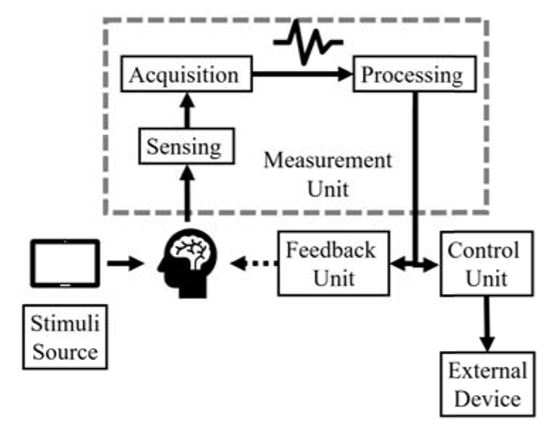 Acquisition
Processing
Sensing
Measurement
Unit
Feedback
Unit
Control
Unit
Stimuli
Source
External
Device